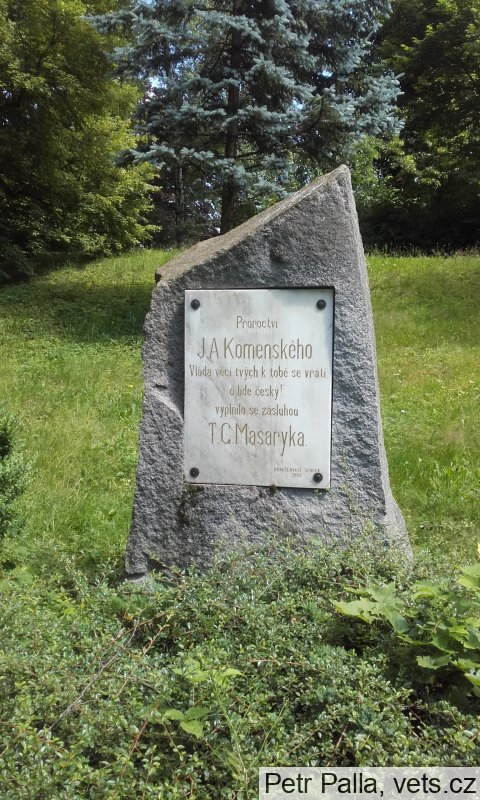 Proroctví
J.A Komenského
"Vláda věcí tvých k tobě se vrátí
o lide český!"
vyplnilo se zásluhou
T.G. Masaryka.
Petr Palla, vets.cz